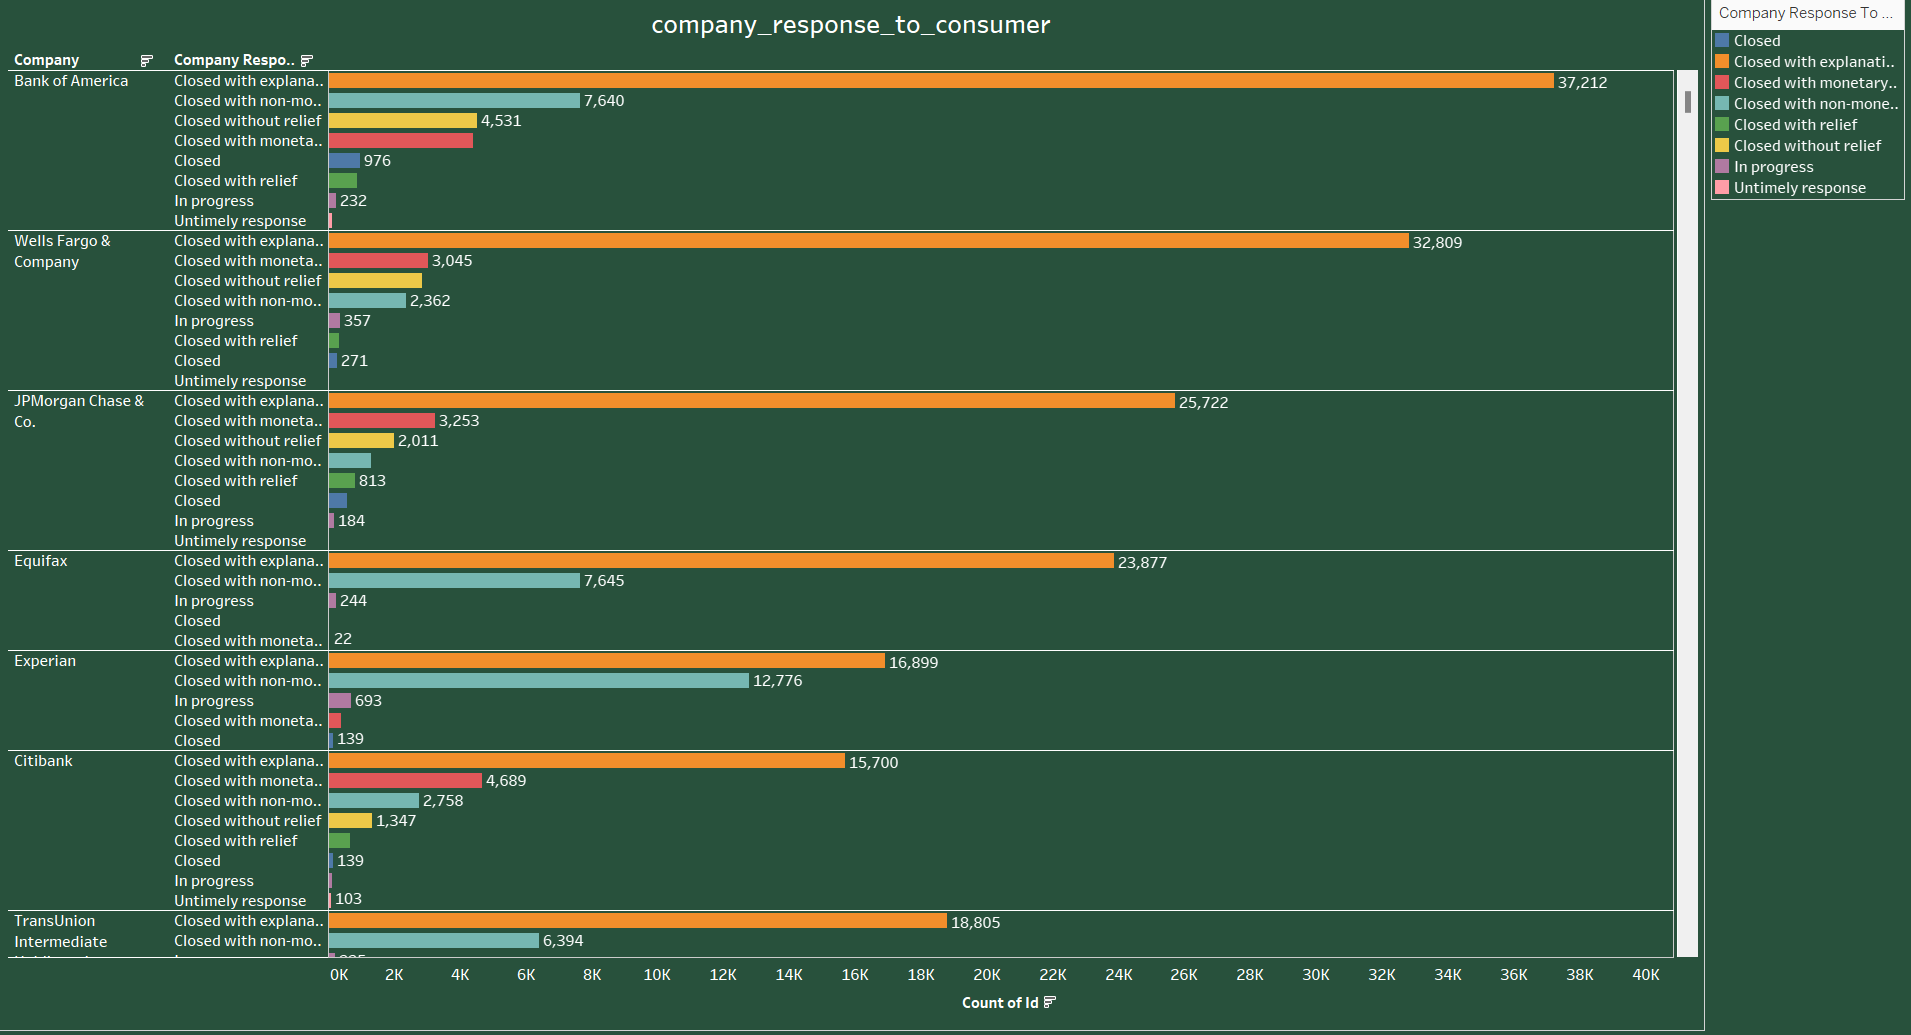 company_response_to_consumer
Company
Company Respo..
Bank of America
Closed with explana..
37,212
Closed with non-mo..
7,640
Closed without relief
4,531
Closed with moneta..
Closed
976
Closed with relief
In progress
232
Untimely response
Wells Fargo &
Company
Closed with explana..
32,809
Closed with moneta..
3,045
Closed without relief
Closed with non-mo..
2,362
In progress
357
Closed with relief
Closed
271
Untimely response
JPMorgan Chase &
Co.
Closed with explana..
25,722
Closed with moneta..
3,253
Closed without relief
2,011
Closed with non-mo..
Closed with relief
813
Closed
In progress
184
Untimely response
Equifax
Closed with explana..
23,877
Closed with non-mo..
7,645
In progress
244
Closed
Closed with moneta..
22
Experian
Closed with explana..
16,899
Closed with non-mo..
12,776
In progress
693
Closed with moneta..
Closed
139
Citibank
Closed with explana..
15,700
Closed with moneta..
4,689
Closed with non-mo..
2,758
Closed without relief
1,347
Closed with relief
Closed
139
In progress
Untimely response
103
TransUnion
Intermediate
Closed with explana..
18,805
Closed with non-mo..
6,394
0K 2K 4K 6K 8K 10K 12K 14K 16K 18K 20K 22K 24K 26K 28K 30K 32K 34K 36K 38K 40K
Count of Id
Company Response To ...
Closed
Closed with explanati..
Closed with monetary..
Closed with non-mone..
Closed with relief
Closed without relief
In progress
Untimely response